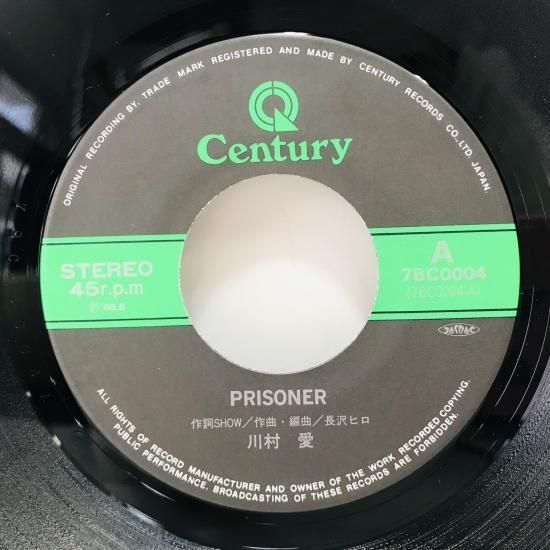 ORIGINAL RECORDING BY, TRADE MARK REGISTERED AND MADE BY CENTURY RECORDS CO., LTD. JAPAN.
Century
STEREO
45r.p.m
Ⓟ 86.5
A
7BC0004
(7BC0004-A)
JASRAC
PRISONER
作詞SHOW/作曲・編曲/長沢ヒロ
川村 愛
ALL RIGHTS OF RECORD MANUFACTURER AND OWNER OF THE WORK RECORDED COPYING,
PUBLIC PERFORMANCE, BROADCASTING OF THESE RECORDS ARE FORBIDDEN.